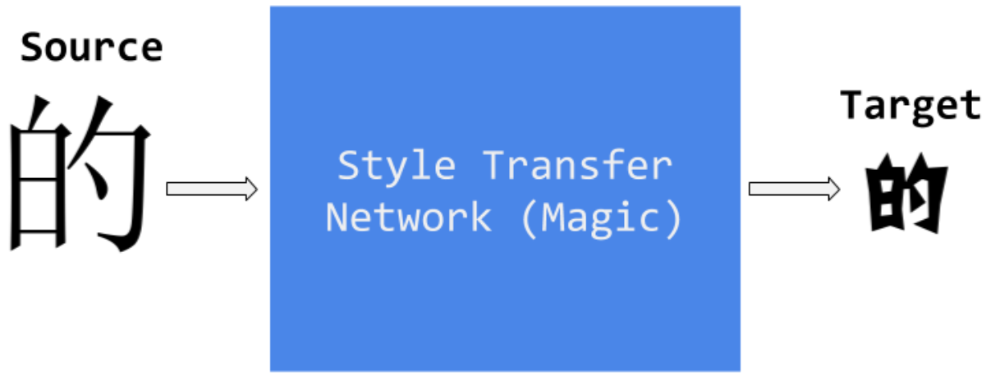 Source
的
Style Transfer
Network (Magic)
Target
的